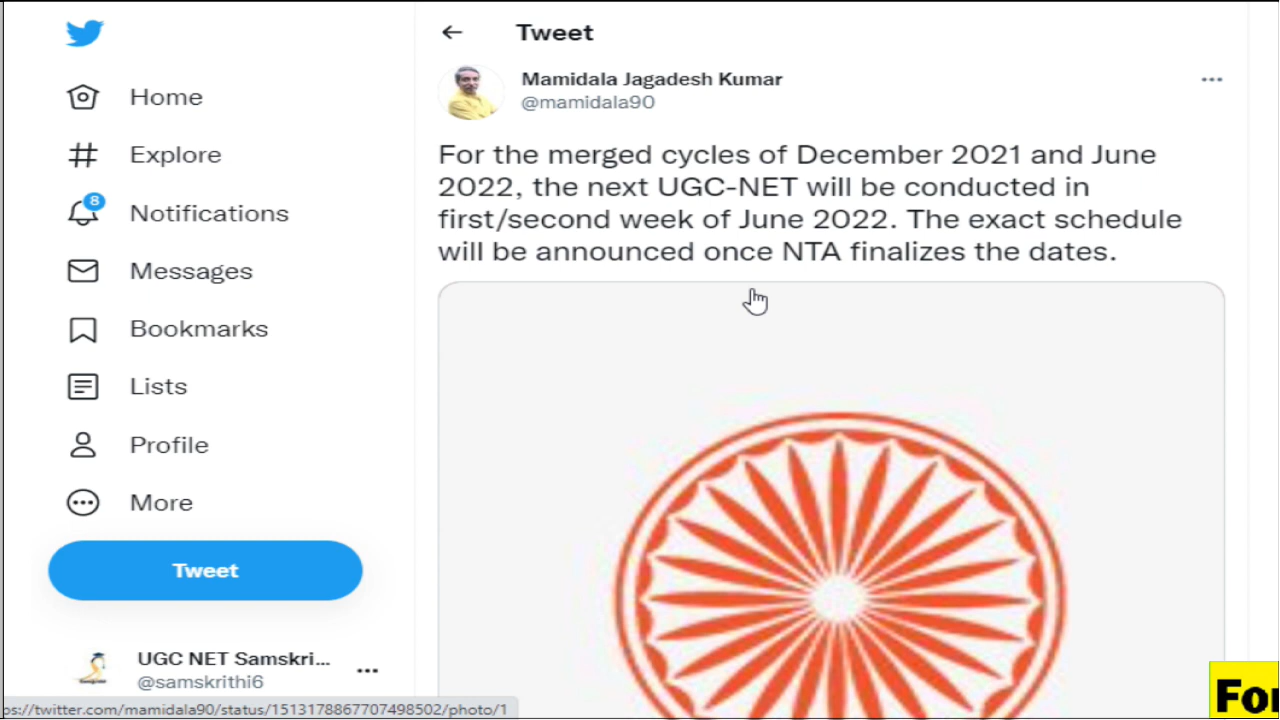 Tweet
Mamidala Jagadesh Kumar
@mamidala90
For the merged cycles of December 2021 and June
2022, the next UGC-NET will be conducted in
first/second week of June 2022. The exact schedule
will be announced once NTA finalizes the dates.
Home
Explore
8
Notifications
Messages
Bookmarks
Lists
Profile
More
Tweet
UGC NET Samskri...
@samskrithi6
ps://twitter.com/mamidala90/status/1513178867707498502/photo/1